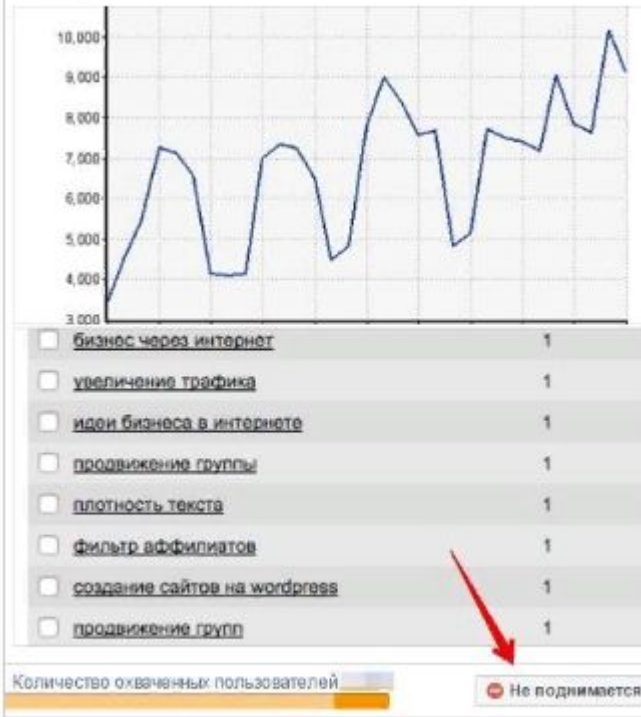 10,000
9,000
8,000
7,000
6,000
5,000
4,000
3,000
бизнес через интернет 1
увеличение трафика 1
идеи бизнеса в интернете 1
продвижение группы 1
плотность текста 1
фильтр аффилиатов 1
создание сайтов на wordpress 1
продвижение групп 1
Количество охваченных пользователей
Не поднимается